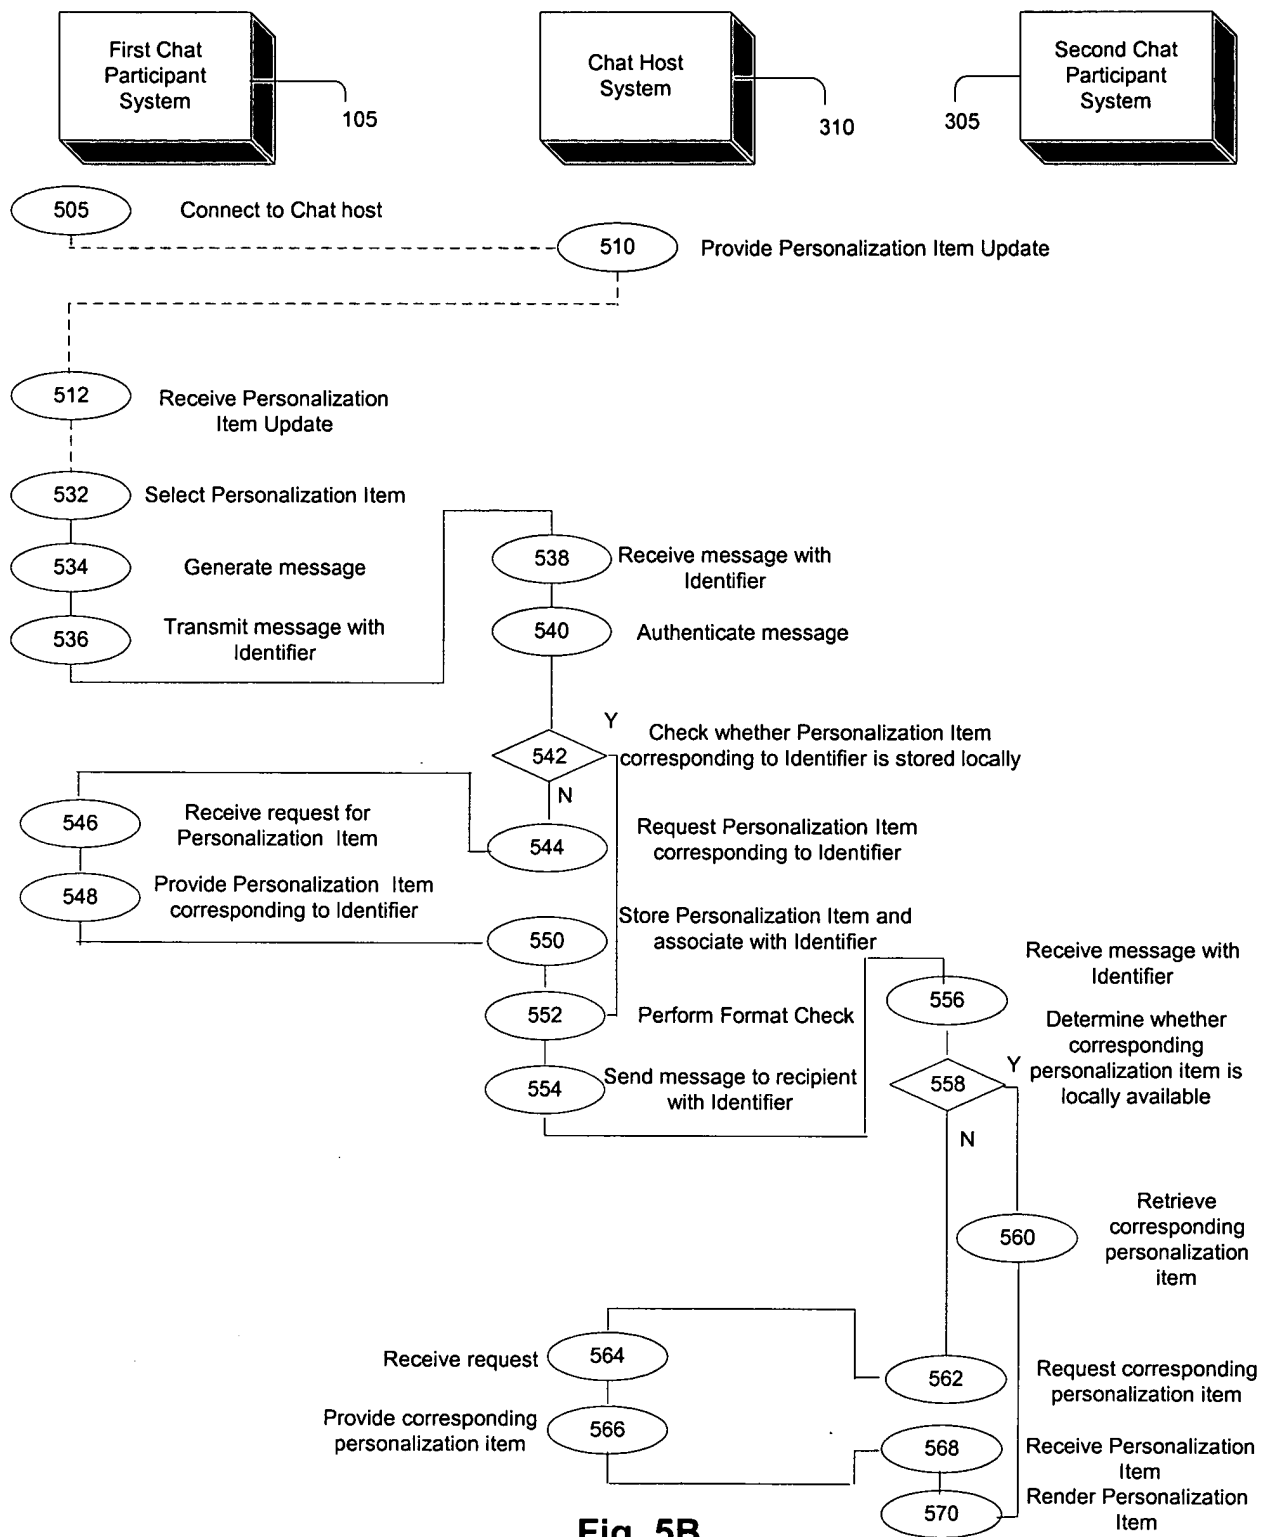 First Chat
Participant
System
105
Chat Host
System
310
Second Chat
Participant
System
305
505
Connect to Chat host
510
Provide Personalization Item Update
512
Receive Personalization
Item Update
532
Select Personalization Item
534
Generate message
536
Transmit message with
Identifier
538
Receive message with
Identifier
540
Authenticate message
542
Y
N
Check whether Personalization Item
corresponding to Identifier is stored locally
544
Request Personalization Item
corresponding to Identifier
546
Receive request for
Personalization Item
548
Provide Personalization Item
corresponding to Identifier
550
Store Personalization Item and
associate with Identifier
552
Perform Format Check
554
Send message to recipient
with Identifier
556
Receive message with
Identifier
558
Y
N
Determine whether
corresponding
personalization item is
locally available
560
Retrieve
corresponding
personalization
item
562
Request corresponding
personalization item
564
Receive request
566
Provide corresponding
personalization item
568
Receive Personalization
Item
570
Render Personalization
Item
Fig. 5B